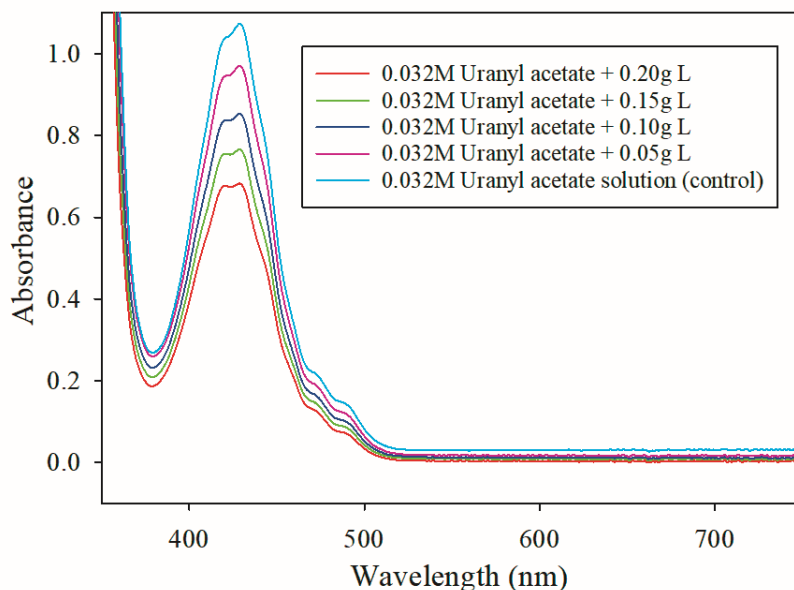 1.0
0.8
0.6
0.4
0.2
0.0
Absorbance
0.032M Uranyl acetate + 0.20g L
0.032M Uranyl acetate + 0.15g L
0.032M Uranyl acetate + 0.10g L
0.032M Uranyl acetate + 0.05g L
0.032M Uranyl acetate solution (control)
400 500 600 700
Wavelength (nm)